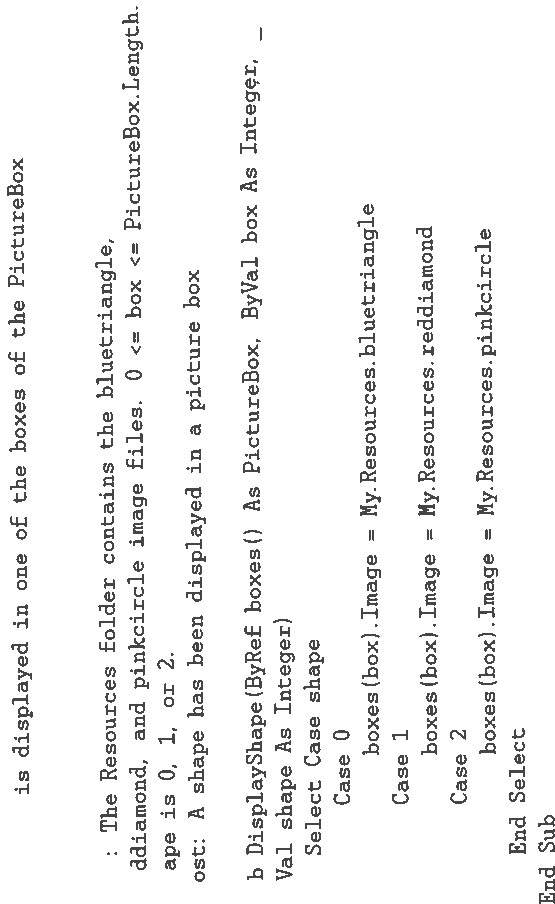 is displayed in one of the boxes of the PictureBox
: The Resources folder contains the bluetriangle,
ddiamond, and pinkcircle image files. 0 <= box <= PictureBox.Length.
ape is 0, 1, or 2.
ost: A shape has been displayed in a picture box
b DisplayShape(ByRef boxes() As PictureBox, ByVal box As Integer, _
Val shape As Integer)
Select Case shape
Case 0
boxes(box).Image = My.Resources.bluetriangle
Case 1
boxes(box).Image = My.Resources.reddiamond
Case 2
boxes(box).Image = My.Resources.pinkcircle
End Select
End Sub